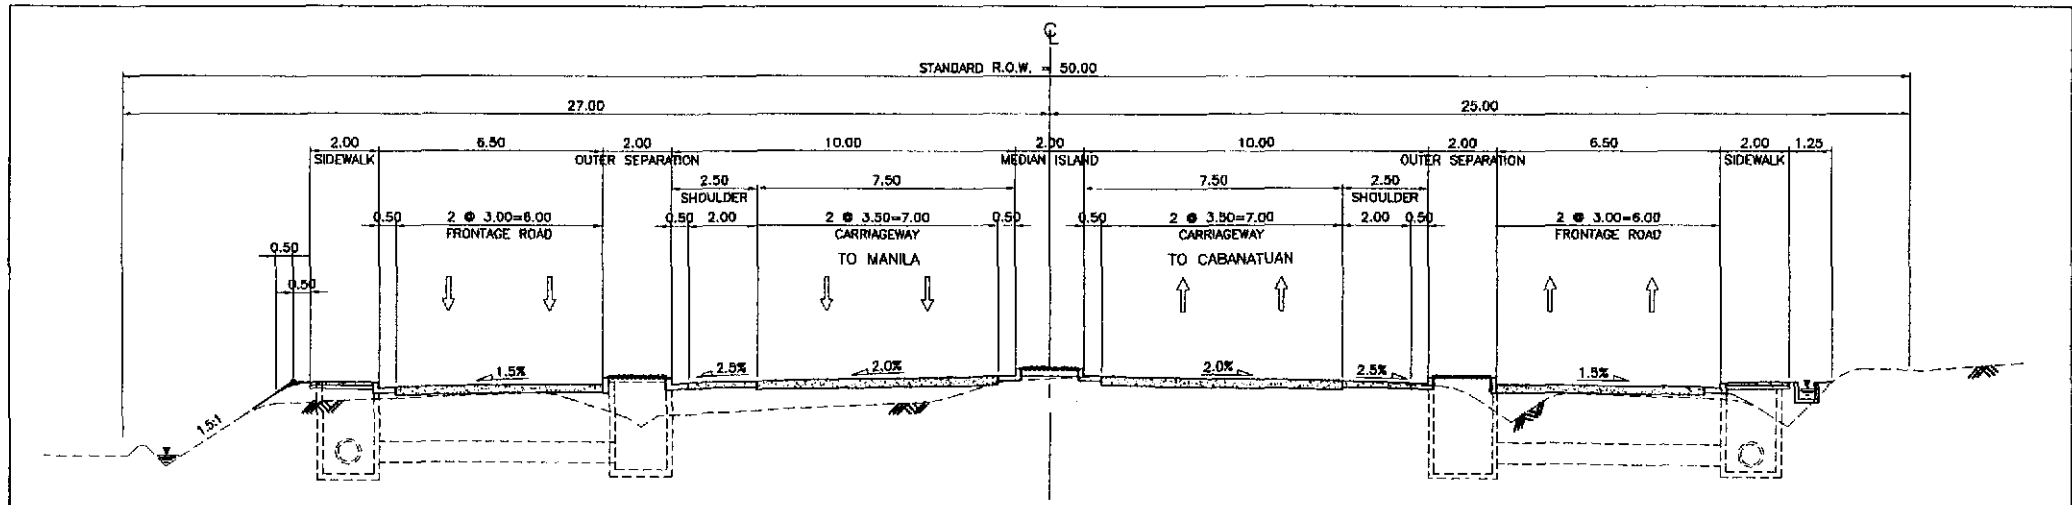 ℄
STANDARD R.O.W. = 50.00
27.00 25.00
2.00 6.50 2.00 10.00 2.00 10.00 2.00 6.50 2.00 1.25
SIDEWALK OUTER SEPARATION MEDIAN ISLAND OUTER SEPARATION SIDEWALK
2.50 7.50 7.50 2.50
SHOULDER SHOULDER
0.50 2 @ 3.00=6.00 0.50 2.00 2 @ 3.50=7.00 0.50 0.50 2 @ 3.50=7.00 2.00 0.50 2 @ 3.00=6.00
FRONTAGE ROAD CARRIAGEWAY CARRIAGEWAY FRONTAGE ROAD
0.50 TO MANILA TO CABANATUAN
0.50
1.5% 2.5% 2.0% 2.0% 2.5% 1.5%
1.5:1